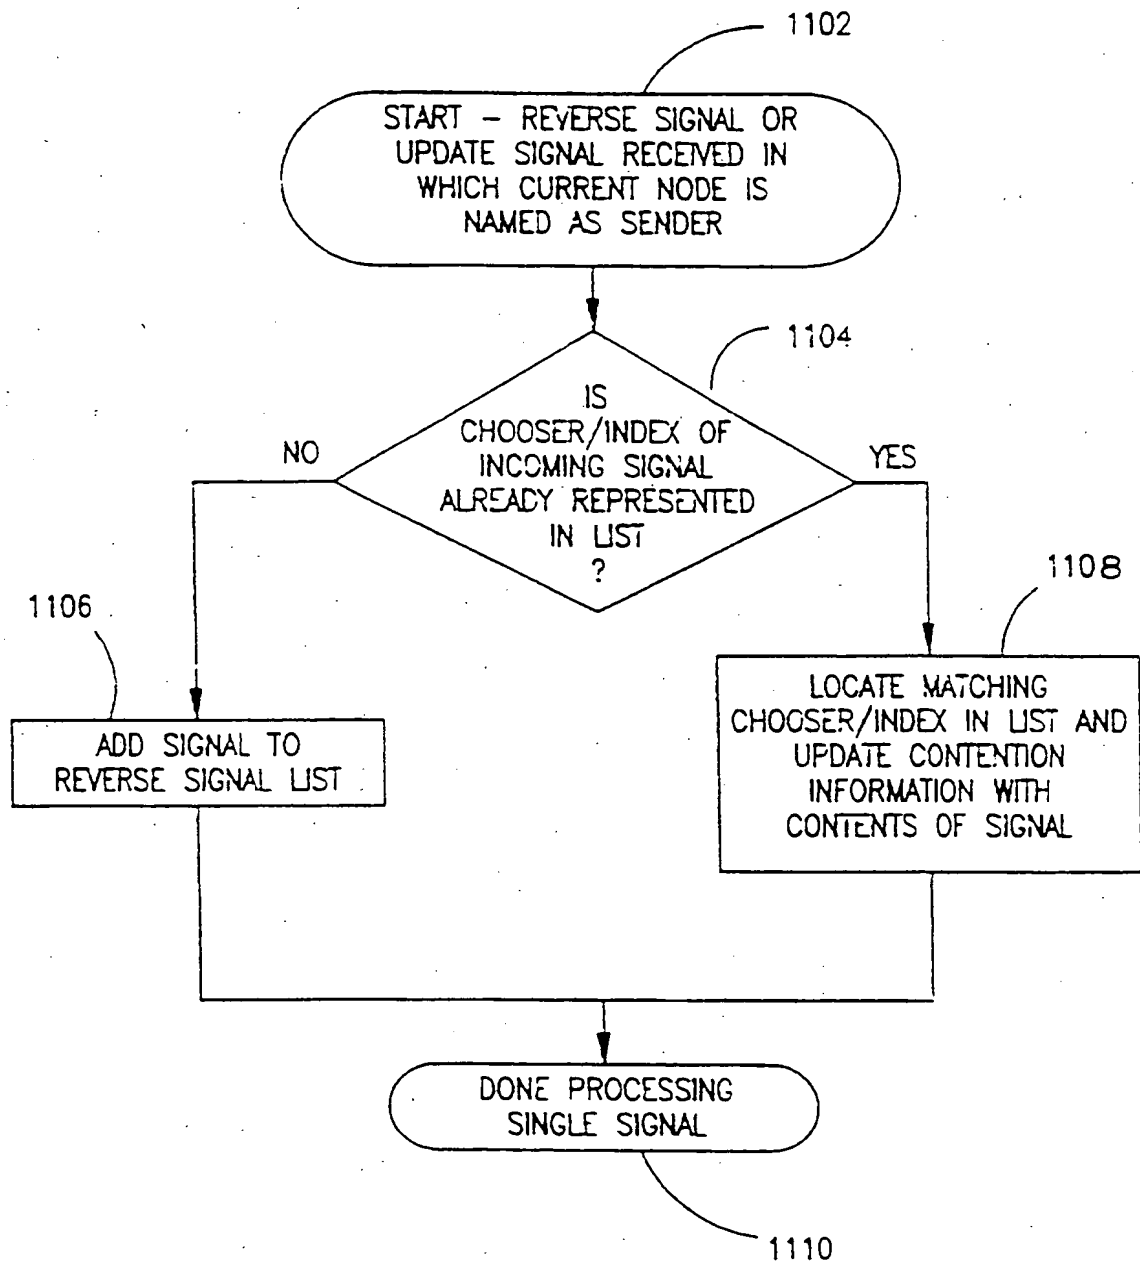 1102
START - REVERSE SIGNAL OR
UPDATE SIGNAL RECEIVED IN
WHICH CURRENT NODE IS
NAMED AS SENDER
1104
IS
CHOOSER/INDEX OF
INCOMING SIGNAL
ALREADY REPRESENTED
IN LIST
?
NO
YES
1106
ADD SIGNAL TO
REVERSE SIGNAL LIST
1108
LOCATE MATCHING
CHOOSER/INDEX IN LIST AND
UPDATE CONTENTION
INFORMATION WITH
CONTENTS OF SIGNAL
DONE PROCESSING
SINGLE SIGNAL
1110